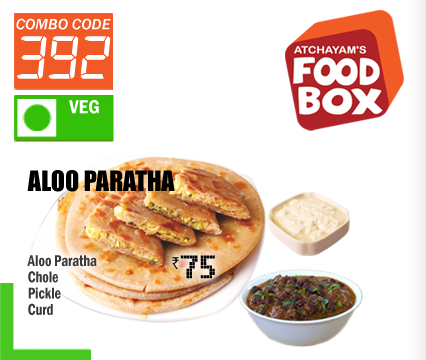 COMBO CODE
392
VEG
ATCHAYAM'S
FOOD
BOX
ALOO PARATHA
Aloo Paratha
Chole
Pickle
Curd
₹75